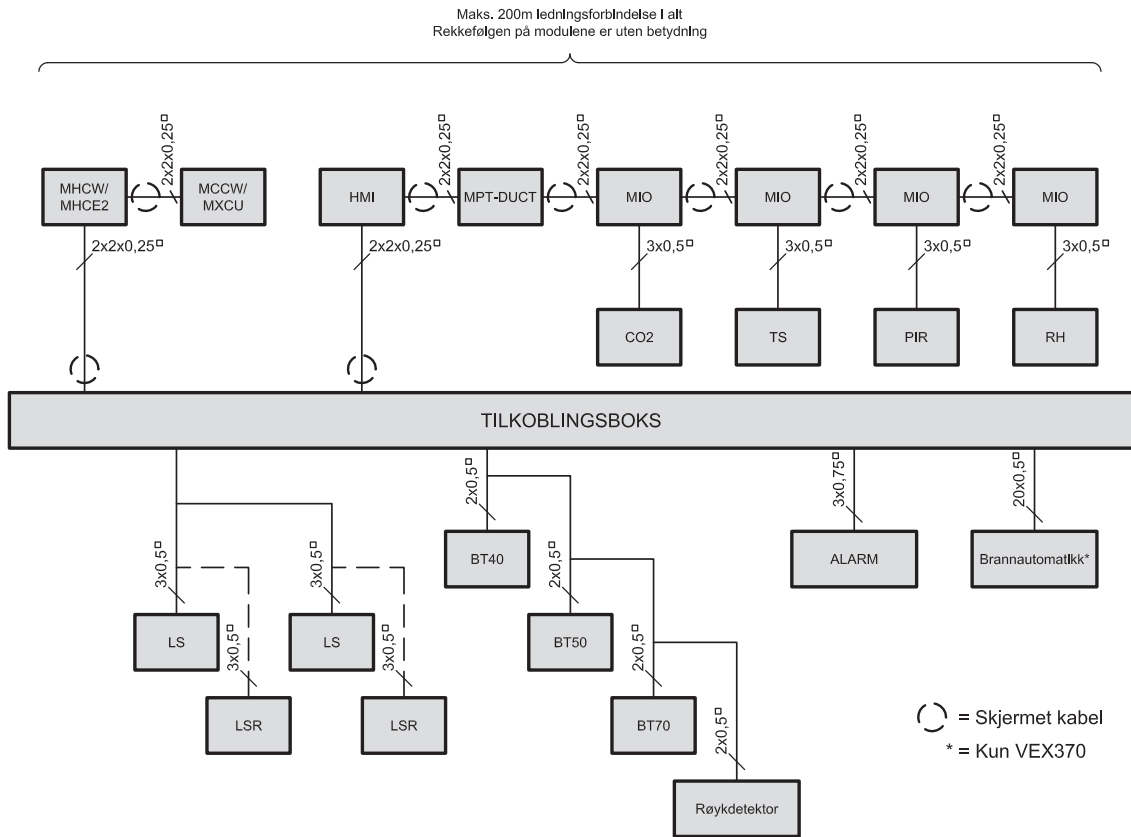 Maks. 200m ledningsforbindelse i alt
Rekkefølgen på modulene er uten betydning
2x2x0,25¤
2x2x0,25¤
2x2x0,25¤
2x2x0,25¤
2x2x0,25¤
2x2x0,25¤
MHCW/
MHCE2
MCCW/
MXCU
HMI
MPT-DUCT
MIO
MIO
MIO
MIO
2x2x0,25¤
2x2x0,25¤
3x0,5¤
3x0,5¤
3x0,5¤
3x0,5¤
CO2
TS
PIR
RH
TILKOBLINGSBOKS
2x0,5¤
3x0,75¤
20x0,5¤
BT40
ALARM
Brannautomatikk*
3x0,5¤
3x0,5¤
2x0,5¤
LS
LS
BT50
3x0,5¤
3x0,5¤
2x0,5¤
LSR
LSR
BT70
2x0,5¤
Røykdetektor
= Skjermet kabel
* = Kun VEX370